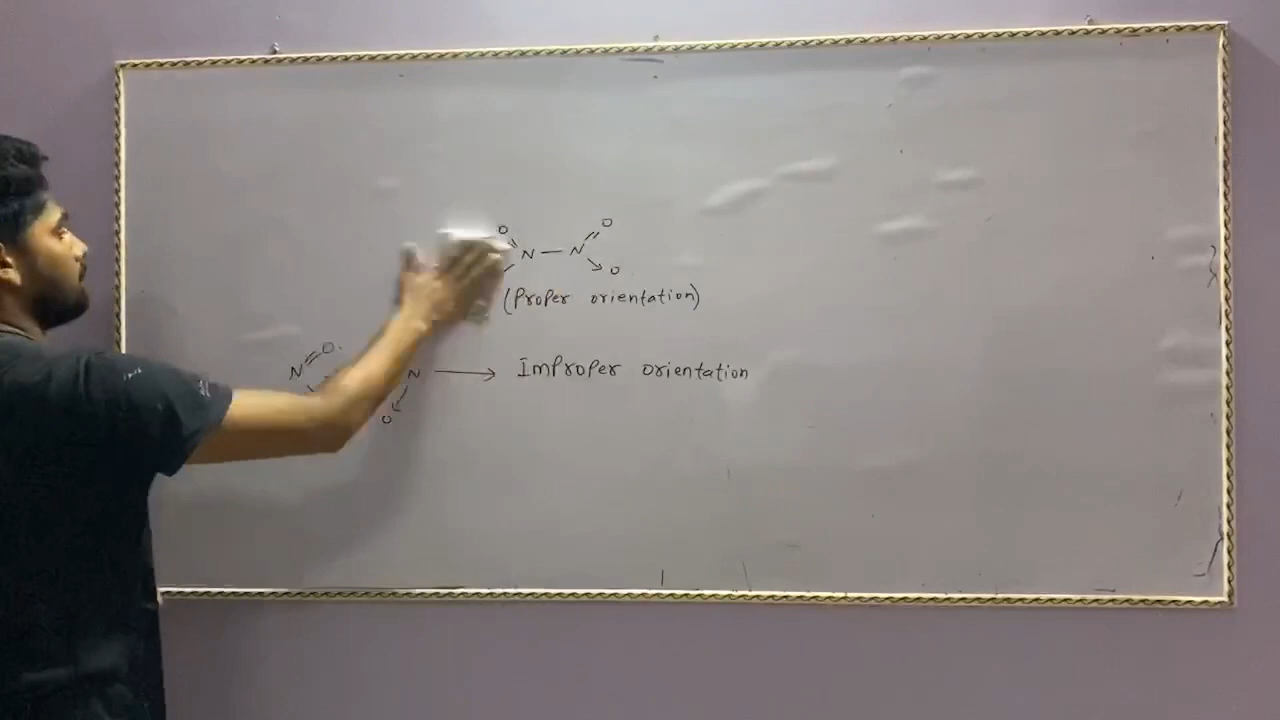 O O
N — N
O
(Proper orientation)
N = O. N → Improper orientation
O